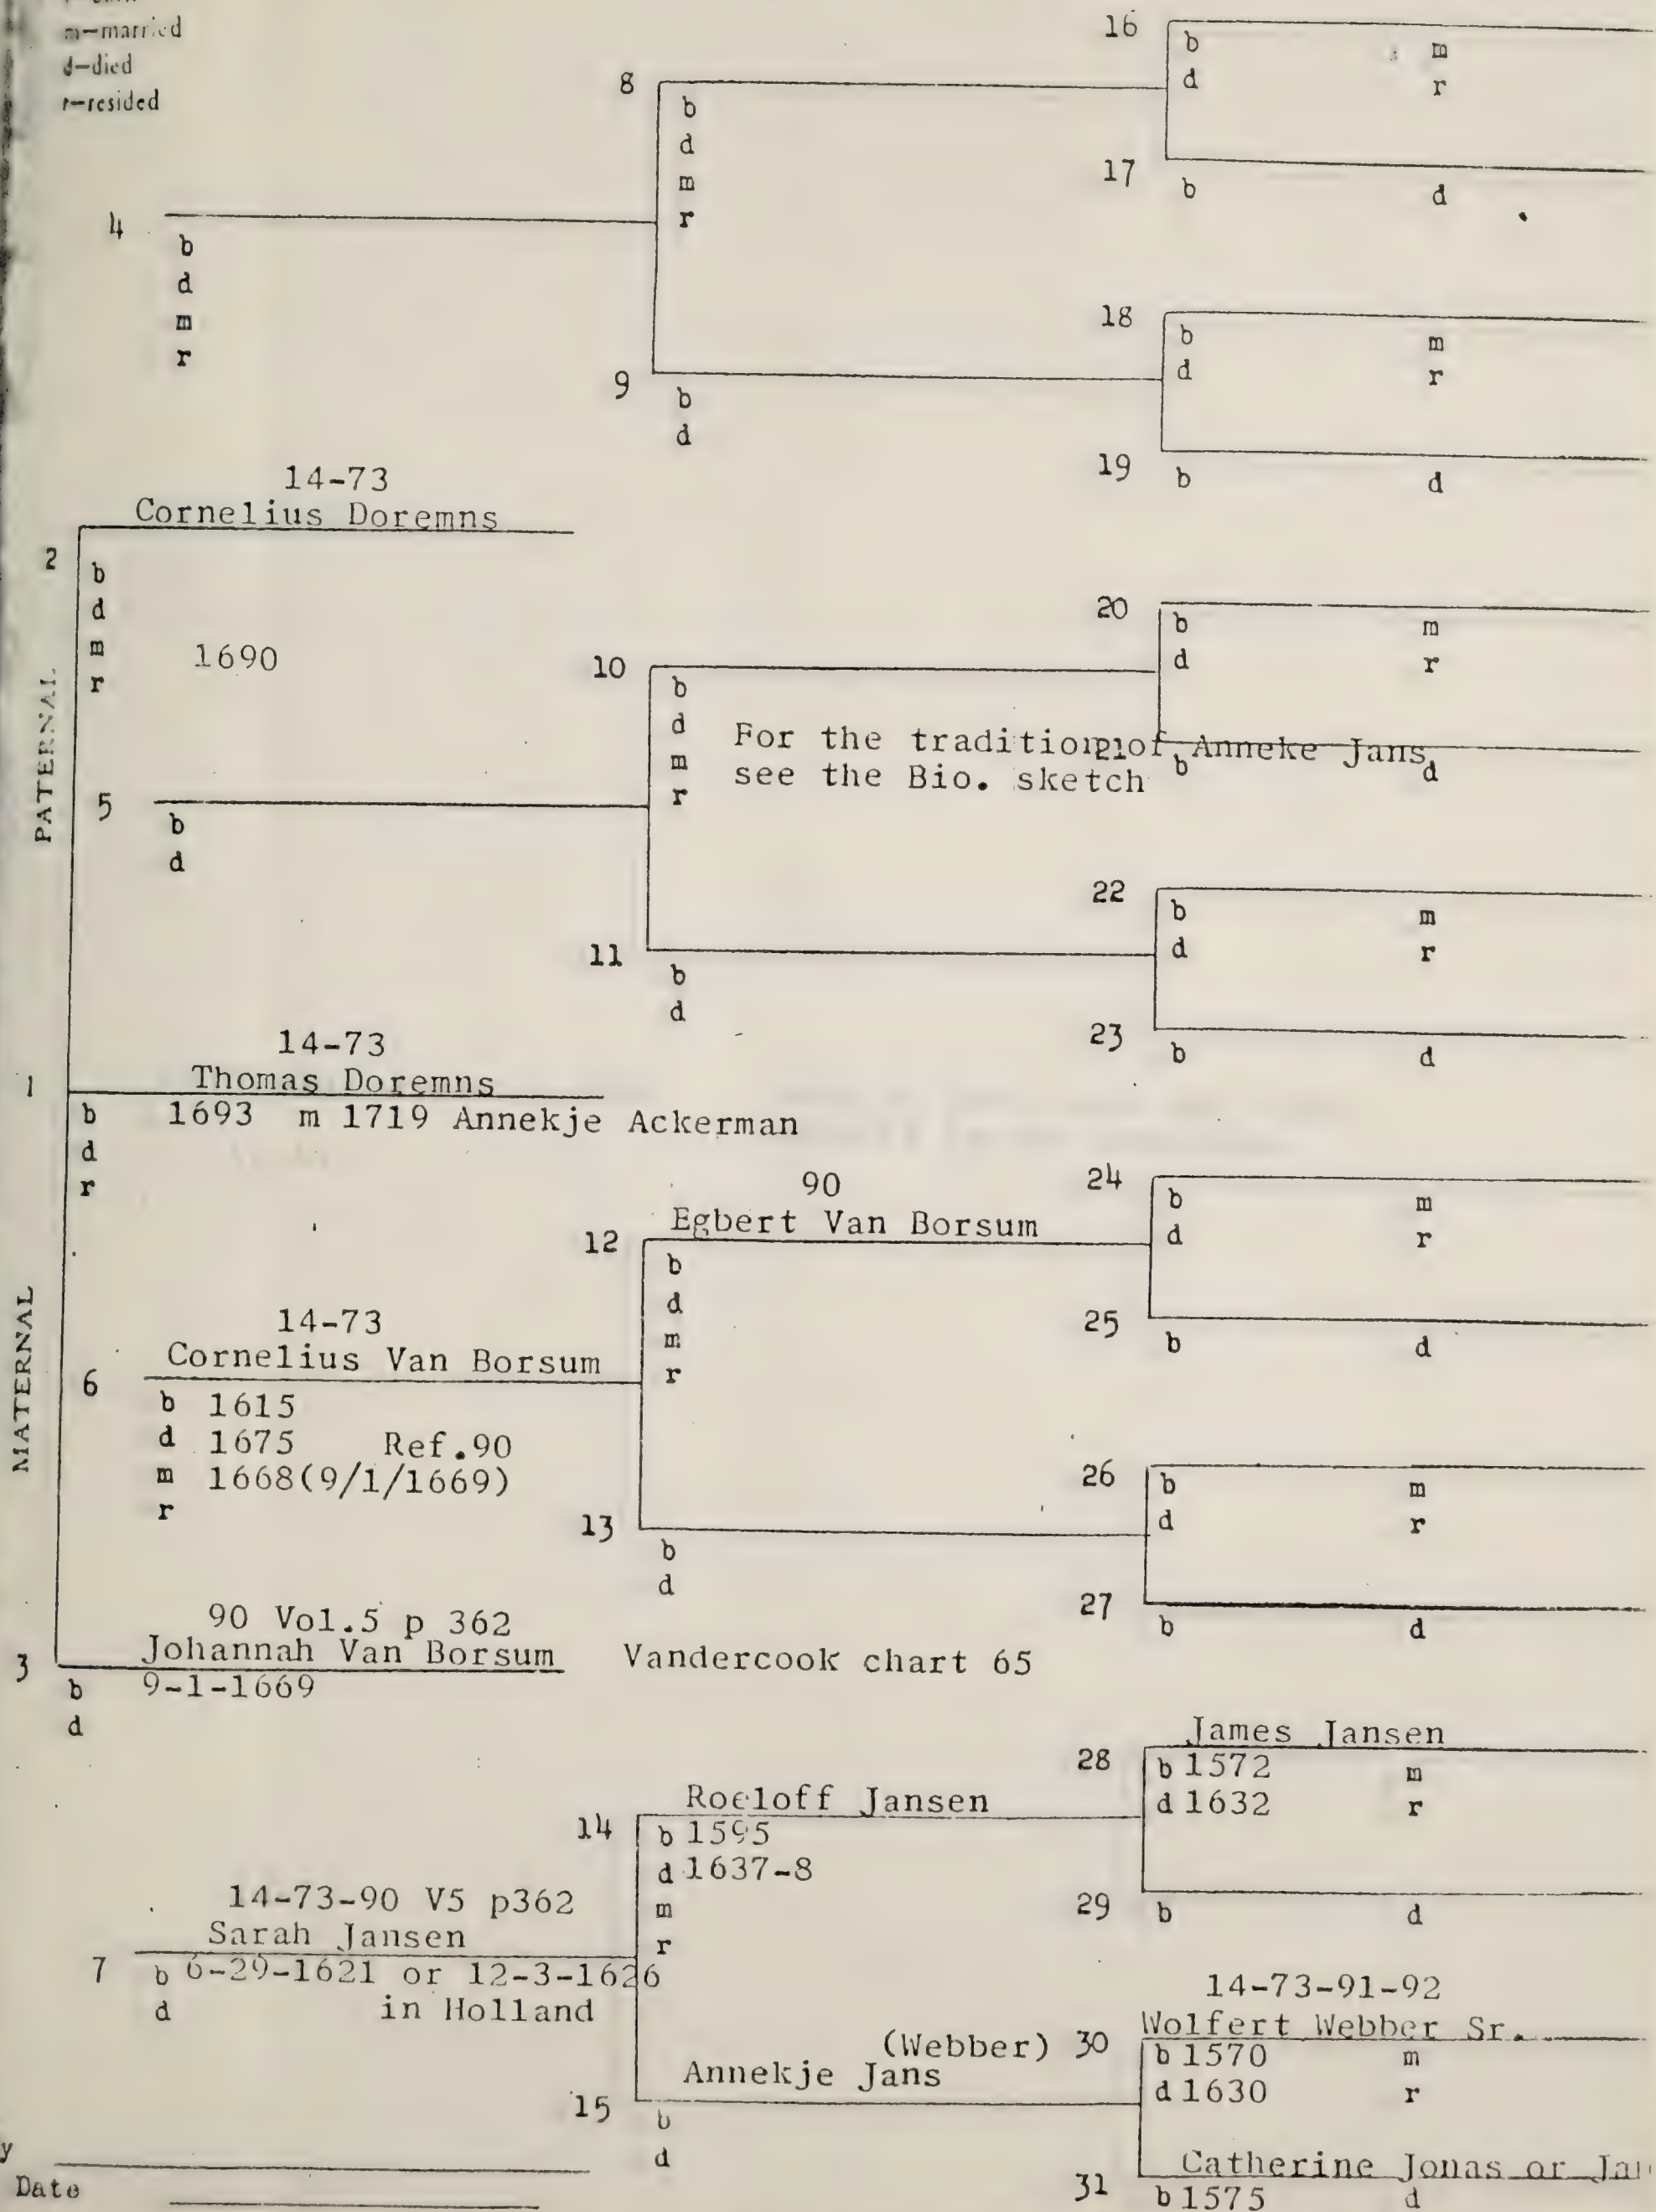 m—married
d—died
r—resided
16
b m
d r
8
b
d
m
r
17
b d
4
b
d
m
r
18
b m
d r
9
b
d
19
b d
14-73
Cornelius Doremns
2
b
d
m 1690
r
PATERNAL
20
b m
d r
10
b
d
m
r
For the tradition of Anneke Jans
see the Bio. sketch
21
b d
5
b
d
22
b m
d r
11
b
d
23
b d
14-73
Thomas Doremns
1
b 1693 m 1719 Annekje Ackerman
d
r
90
Egbert Van Borsum
12
b
d
m
r
24
b m
d r
25
b d
MATERNAL
14-73
Cornelius Van Borsum
6
b 1615
d 1675 Ref.90
m 1668(9/1/1669)
r
26
b m
d r
13
b
d
27
b d
90 Vol.5 p 362
Johannah Van Borsum Vandercook chart 65
3
b 9-1-1669
d
James Jansen
28
b 1572 m
d 1632 r
Roeloff Jansen
14
b 1595
d 1637-8
m
r
29
b d
14-73-90 V5 p362
Sarah Jansen
7
b 6-29-1621 or 12-3-1626
d in Holland
14-73-91-92
Wolfert Webber Sr.
30
b 1570 m
d 1630 r
(Webber)
Annekje Jans
15
b
d
Catherine Jonas or
31
b 1575 d
y
Date